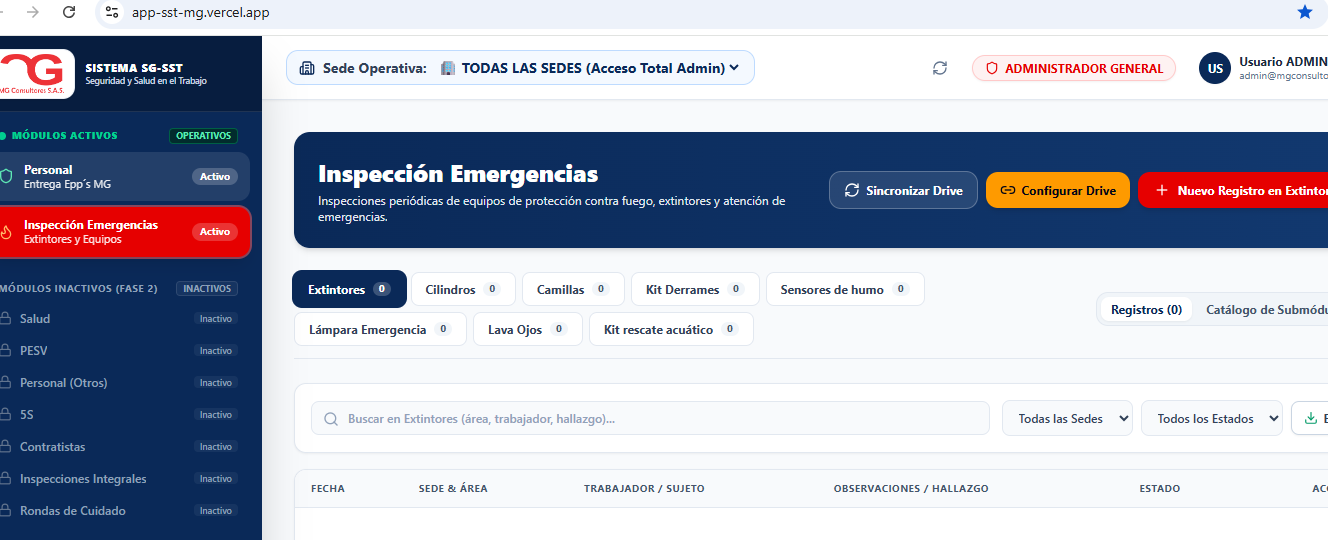 app-sst-mg.vercel.app
MG Consultores S.A.S.
SISTEMA SG-SST
Seguridad y Salud en el Trabajo
MÓDULOS ACTIVOS OPERATIVOS
Personal
Entrega Epp´s MG
Activo
Inspección Emergencias
Extintores y Equipos
Activo
MÓDULOS INACTIVOS (FASE 2) INACTIVOS
Salud Inactivo
PESV Inactivo
Personal (Otros) Inactivo
5S Inactivo
Contratistas Inactivo
Inspecciones Integrales Inactivo
Rondas de Cuidado Inactivo
Sede Operativa: TODAS LAS SEDES (Acceso Total Admin)
ADMINISTRADOR GENERAL
US
Usuario ADMIN
admin@mgconsulto
Inspección Emergencias
Inspecciones periódicas de equipos de protección contra fuego, extintores y atención de
emergencias.
Sincronizar Drive
Configurar Drive
+ Nuevo Registro en Extintor
Extintores 0 Cilindros 0 Camillas 0 Kit Derrames 0 Sensores de humo 0
Lámpara Emergencia 0 Lava Ojos 0 Kit rescate acuático 0
Registros (0) Catálogo de Submódu
Buscar en Extintores (área, trabajador, hallazgo)...
Todas las Sedes Todos los Estados E
FECHA SEDE & ÁREA TRABAJADOR / SUJETO OBSERVACIONES / HALLAZGO ESTADO ACC